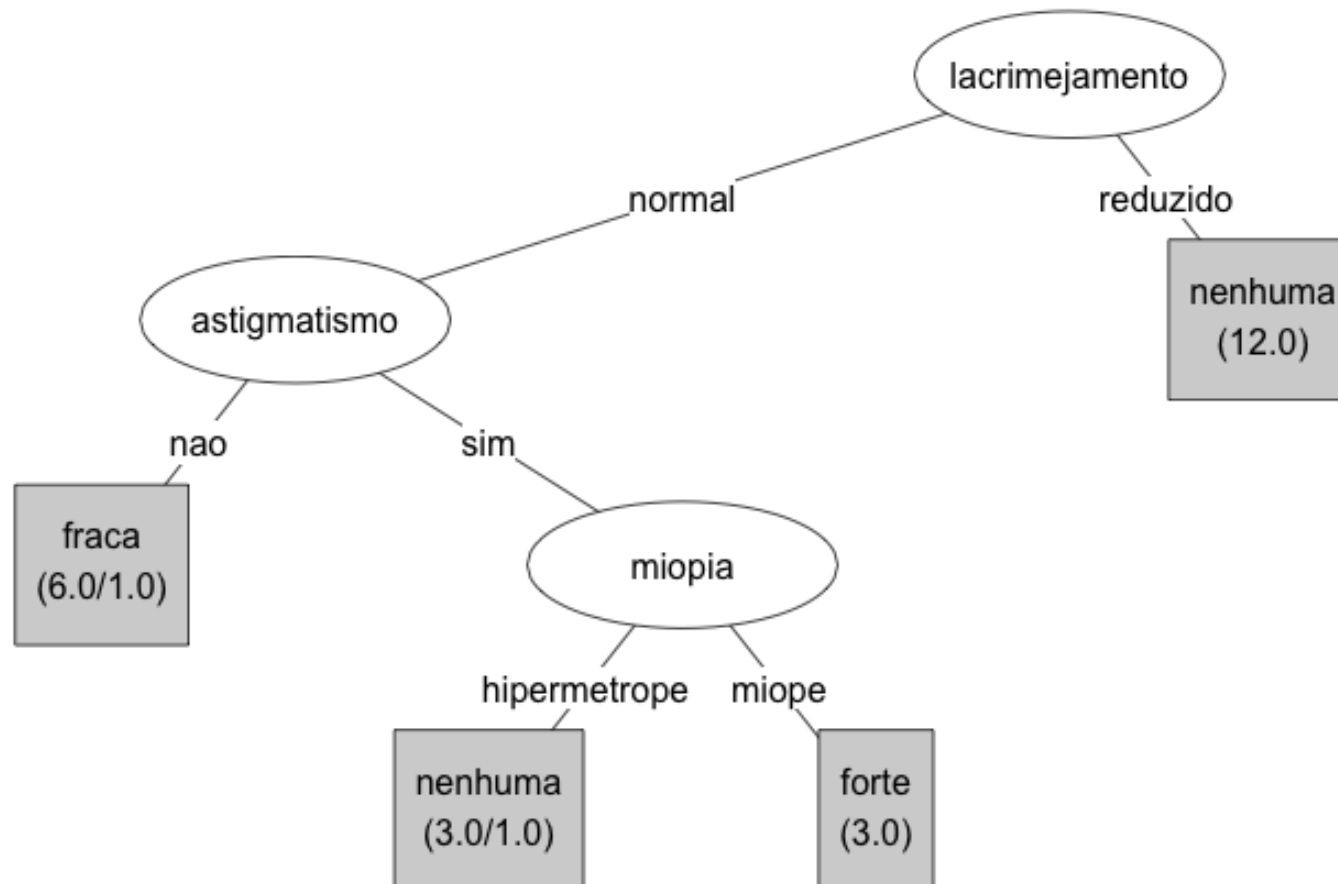 lacrimejamento
normal
reduzido
nenhuma
(12.0)
astigmatismo
nao
sim
fraca
(6.0/1.0)
miopia
hipermetrope
miope
nenhuma
(3.0/1.0)
forte
(3.0)